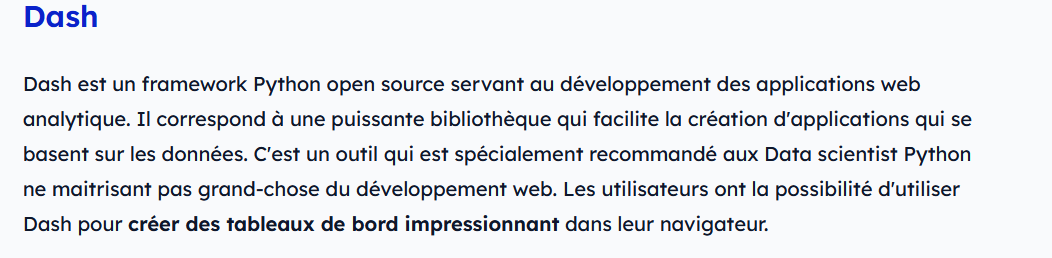 Dash
Dash est un framework Python open source servant au développement des applications web
analytique. Il correspond à une puissante bibliothèque qui facilite la création d'applications qui se
basent sur les données. C'est un outil qui est spécialement recommandé aux Data scientist Python
ne maitrisant pas grand-chose du développement web. Les utilisateurs ont la possibilité d'utiliser
Dash pour créer des tableaux de bord impressionnant dans leur navigateur.